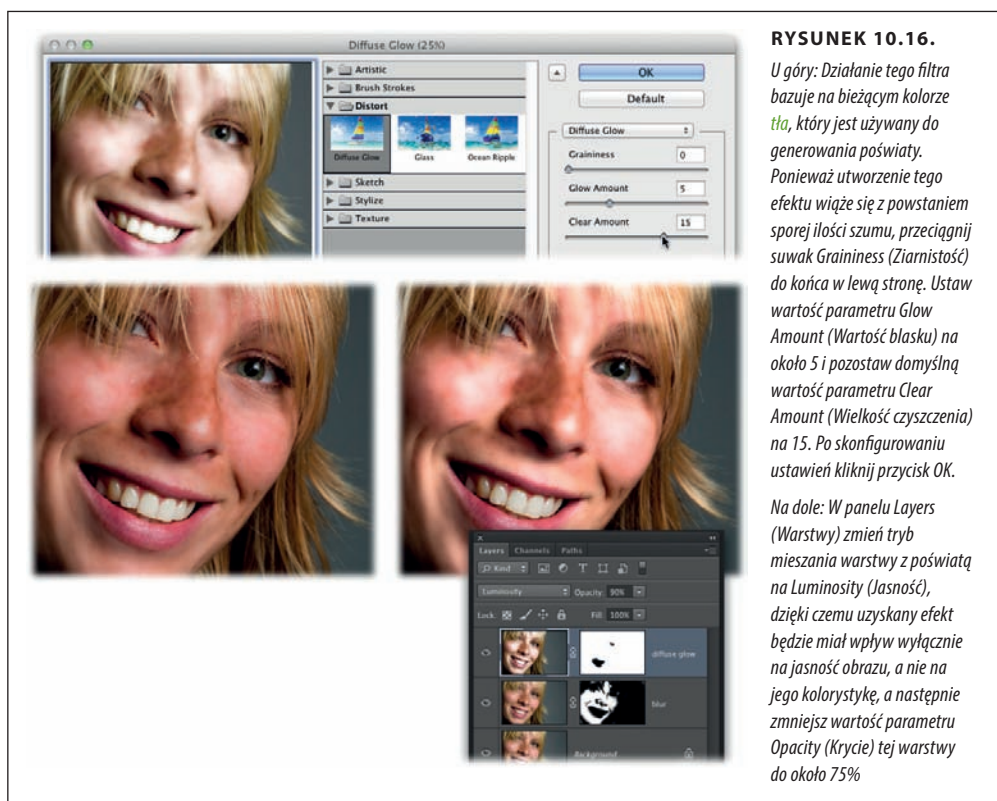 Diffuse Glow (25%)
Artistic
Brush Strokes
Distort
Diffuse Glow
Glass
Ocean Ripple
Sketch
Stylize
Texture
OK
Default
Diffuse Glow
Graininess 0
Glow Amount 5
Clear Amount 15
Layers Channels Paths
Kind
Luminosity Opacity: 90%
Lock: Fill: 100%
diffuse glow
blur
Background
RYSUNEK 10.16.
U góry: Działanie tego filtra
bazuje na bieżącym kolorze
tła, który jest używany do
generowania poświaty.
Ponieważ utworzenie tego
efektu wiąże się z powstaniem
sporej ilości szumu, przeciągnij
suwak Graininess (Ziarnistość)
do końca w lewą stronę. Ustaw
wartość parametru Glow
Amount (Wartość blasku) na
około 5 i pozostaw domyślną
wartość parametru Clear
Amount (Wielkość czyszczenia)
na 15. Po skonfigurowaniu
ustawień kliknij przycisk OK.
Na dole: W panelu Layers
(Warstwy) zmień tryb
mieszania warstwy z poświatą
na Luminosity (Jasność),
dzięki czemu uzyskany efekt
będzie miał wpływ wyłącznie
na jasność obrazu, a nie na
jego kolorystykę, a następnie
zmniejsz wartość parametru
Opacity (Krycie) tej warstwy
do około 75%